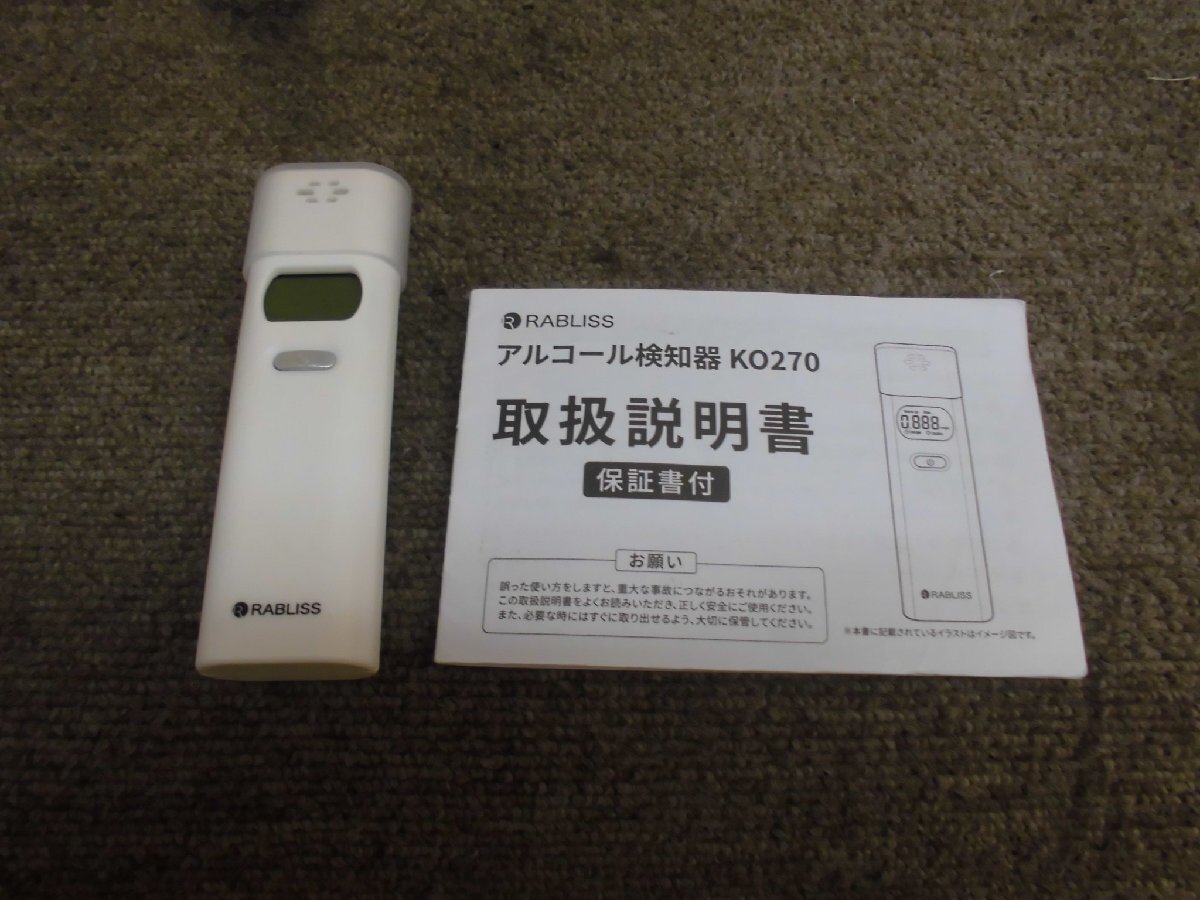 RABLISS
RABLISS
アルコール検知器 KO270
取扱説明書
保証書付
お願い
誤った使い方をしますと、重大な事故につながるおそれがあります。
この取扱説明書をよくお読みいただき、正しく安全にご使用ください。
また、必要な時にはすぐに取り出せるよう、大切に保管してください。
0.888
RABLISS
※本書に記載されているイラストはイメージ図です。